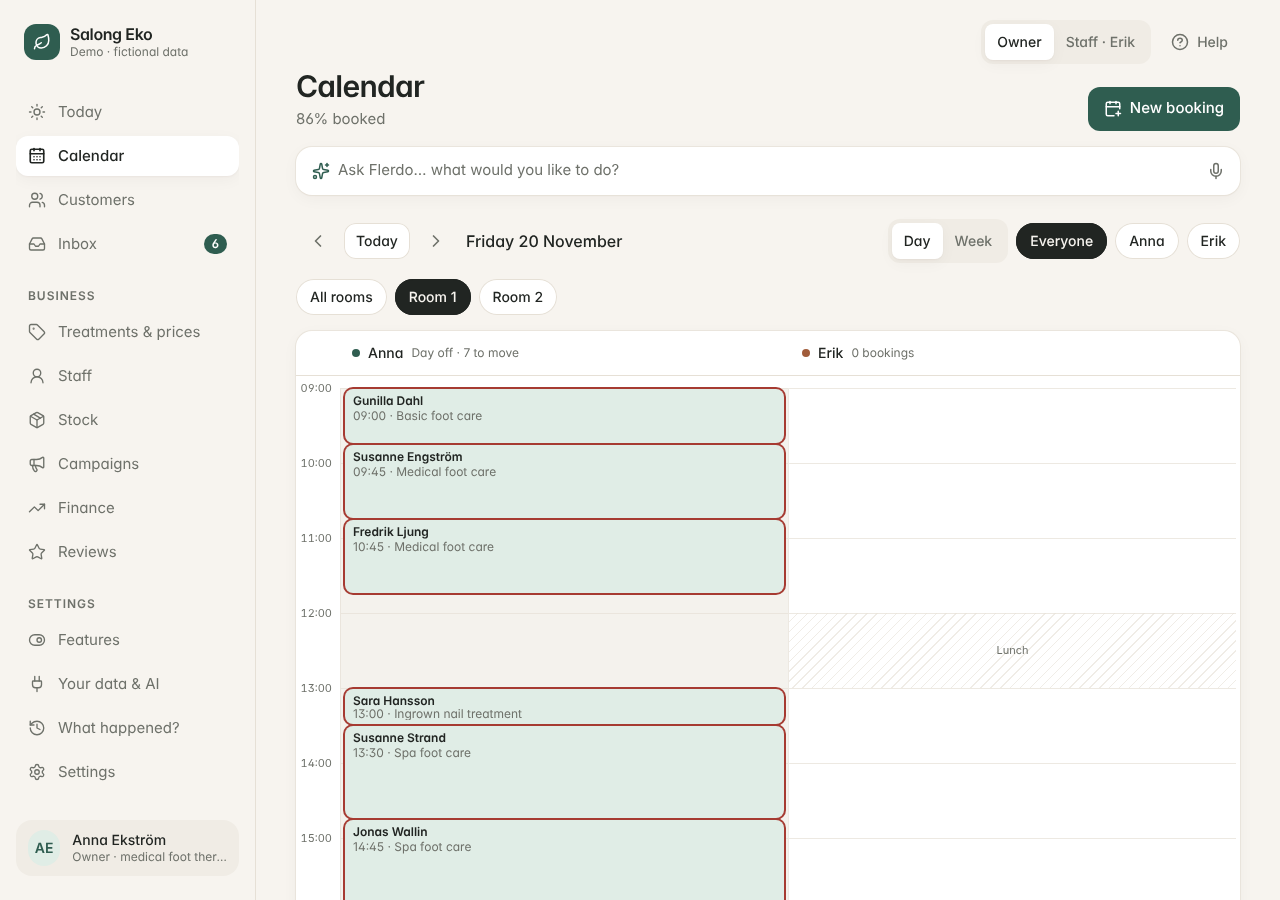 Salong Eko
Demo · fictional data
Today
Calendar
Customers
Inbox
6
BUSINESS
Treatments & prices
Staff
Stock
Campaigns
Finance
Reviews
SETTINGS
Features
Your data & AI
What happened?
Settings
AE
Anna Ekström
Owner · medical foot ther...
Owner
Staff · Erik
Help
Calendar
86% booked
New booking
Ask Flerdo... what would you like to do?
Today
Friday 20 November
Day
Week
Everyone
Anna
Erik
All rooms
Room 1
Room 2
Anna Day off · 7 to move
Erik 0 bookings
09:00
Gunilla Dahl
09:00 · Basic foot care
Susanne Engström
09:45 · Medical foot care
10:00
Fredrik Ljung
10:45 · Medical foot care
11:00
12:00
Lunch
13:00
Sara Hansson
13:00 · Ingrown nail treatment
Susanne Strand
13:30 · Spa foot care
14:00
Jonas Wallin
14:45 · Spa foot care
15:00